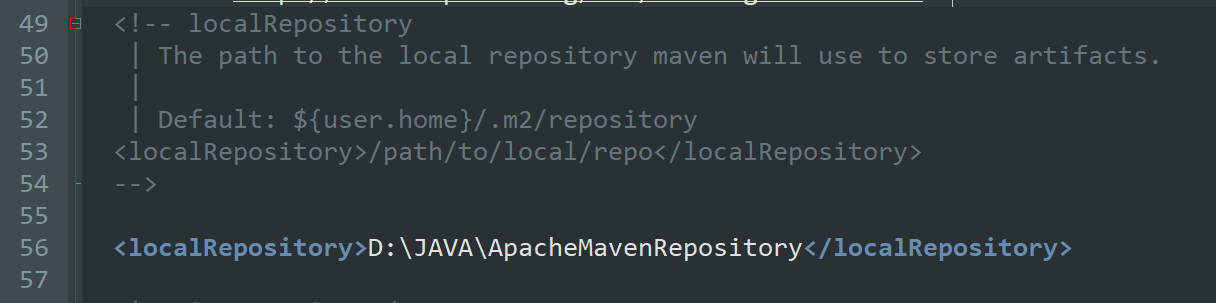 49 <!-- localRepository
50 | The path to the local repository maven will use to store artifacts.
51 |
52 | Default: ${user.home}/.m2/repository
53 <localRepository>/path/to/local/repo</localRepository>
54 -->
55
56 <localRepository>D:\JAVA\ApacheMavenRepository</localRepository>
57